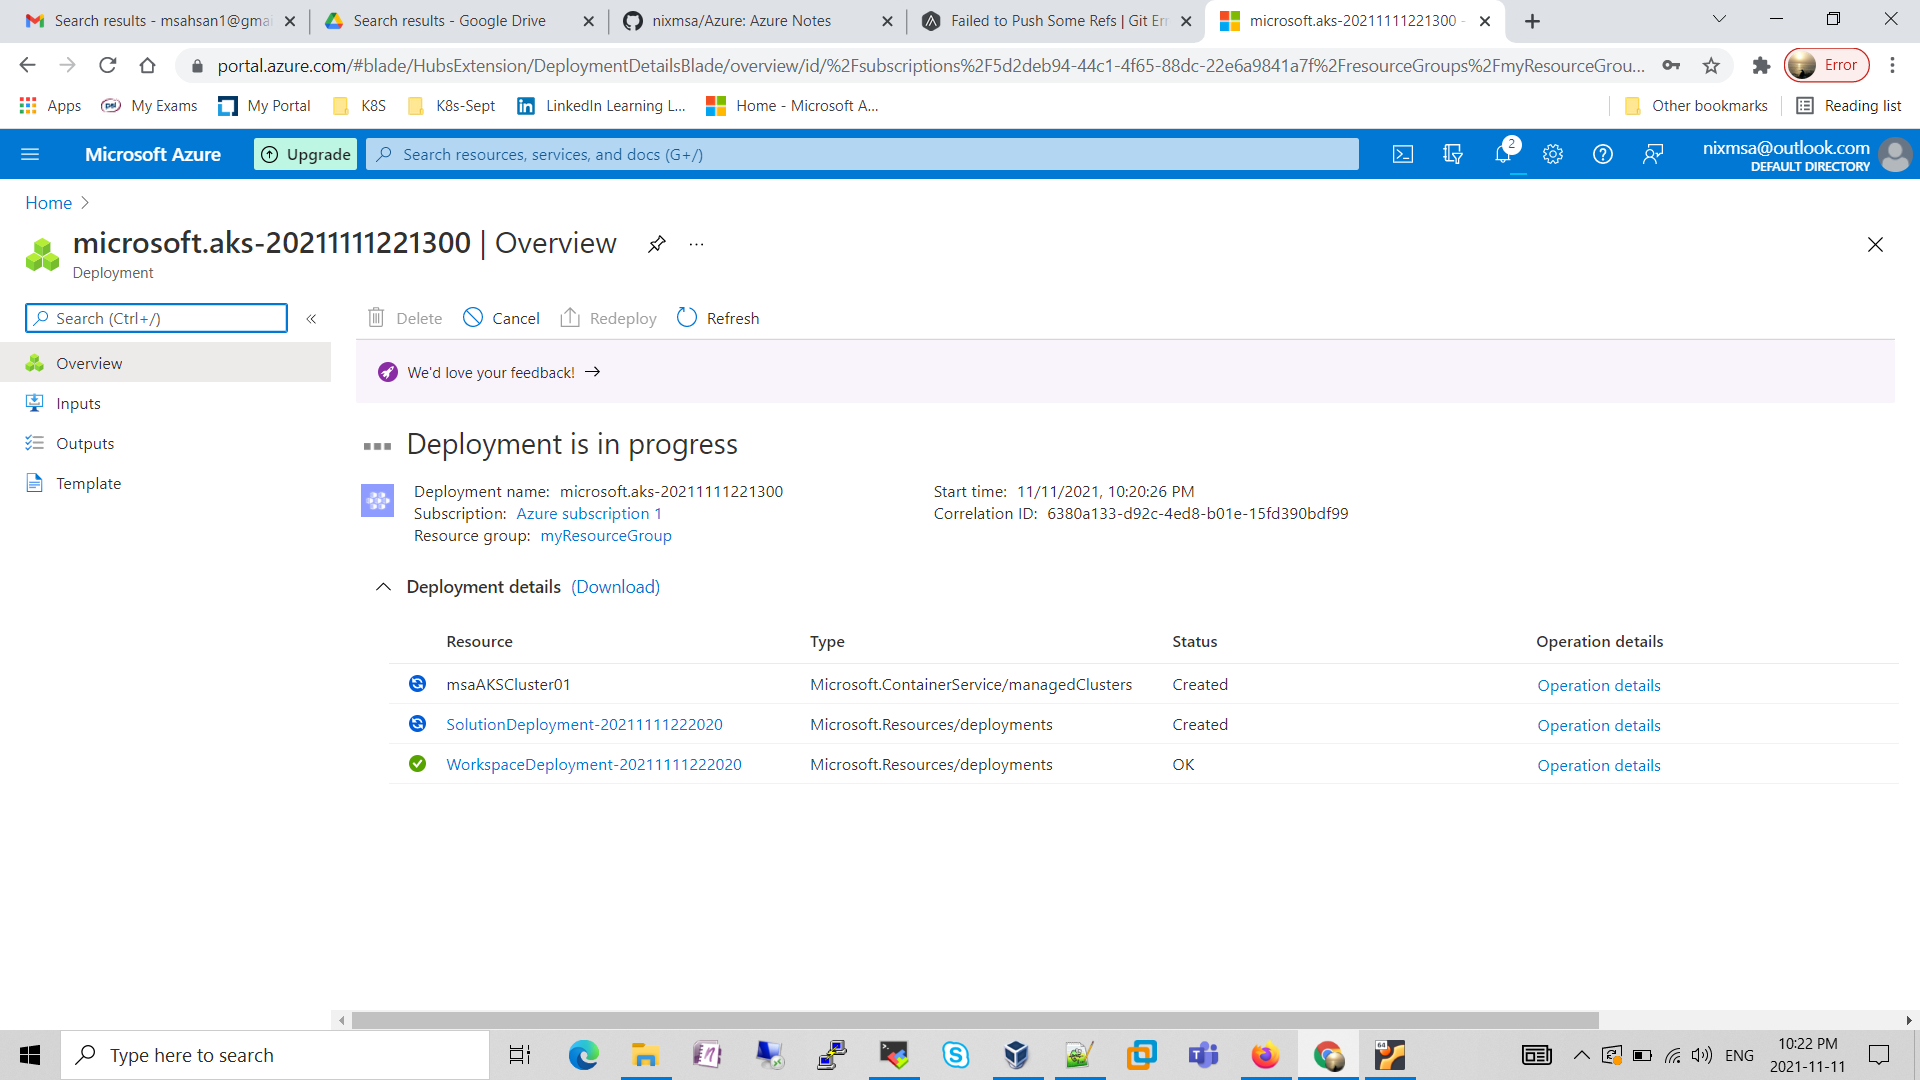 Search results - msahsan1@gmai
Search results - Google Drive
nixmsa/Azure: Azure Notes
Failed to Push Some Refs | Git Err
microsoft.aks-20211111221300 -
portal.azure.com/#blade/HubsExtension/DeploymentDetailsBlade/overview/id/%2Fsubscriptions%2F5d2deb94-44c1-4f65-88dc-22e6a9841a7f%2FresourceGroups%2FmyResourceGrou...
Error
Apps
My Exams
My Portal
K8S
K8s-Sept
LinkedIn Learning L...
Home - Microsoft A...
Other bookmarks
Reading list
Microsoft Azure
Upgrade
Search resources, services, and docs (G+/)
2
nixmsa@outlook.com
DEFAULT DIRECTORY
Home
microsoft.aks-20211111221300 | Overview
Deployment
Search (Ctrl+/)
Delete
Cancel
Redeploy
Refresh
Overview
Inputs
Outputs
Template
We'd love your feedback!
Deployment is in progress
Deployment name: microsoft.aks-20211111221300
Subscription: Azure subscription 1
Resource group: myResourceGroup
Start time: 11/11/2021, 10:20:26 PM
Correlation ID: 6380a133-d92c-4ed8-b01e-15fd390bdf99
Deployment details (Download)
Resource Type Status Operation details
msaAKSCluster01 Microsoft.ContainerService/managedClusters Created Operation details
SolutionDeployment-20211111222020 Microsoft.Resources/deployments Created Operation details
WorkspaceDeployment-20211111222020 Microsoft.Resources/deployments OK Operation details
Type here to search
64
ENG
10:22 PM
2021-11-11